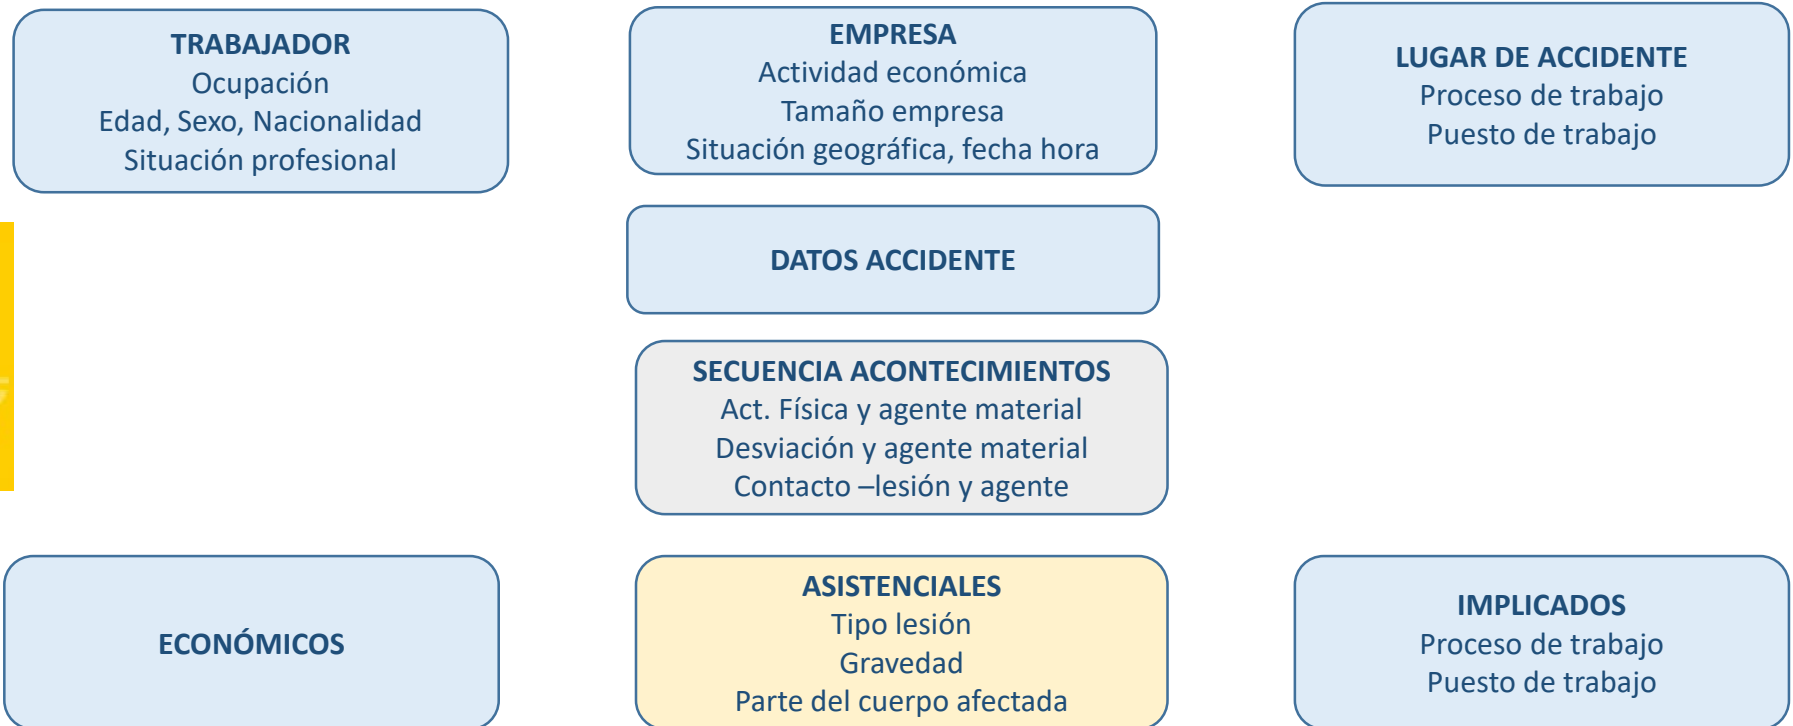 TRABAJADOR
Ocupación
Edad, Sexo, Nacionalidad
Situación profesional
EMPRESA
Actividad económica
Tamaño empresa
Situación geográfica, fecha hora
LUGAR DE ACCIDENTE
Proceso de trabajo
Puesto de trabajo
DATOS ACCIDENTE
SECUENCIA ACONTECIMIENTOS
Act. Física y agente material
Desviación y agente material
Contacto –lesión y agente
ECONÓMICOS
ASISTENCIALES
Tipo lesión
Gravedad
Parte del cuerpo afectada
IMPLICADOS
Proceso de trabajo
Puesto de trabajo